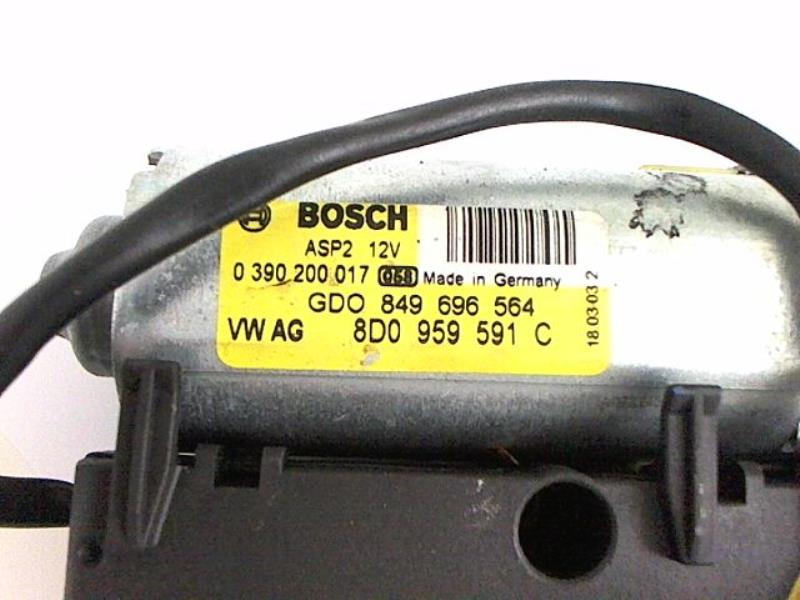 BOSCH
ASP2 12V
0 390 200 017 068 Made in Germany
GDO 849 696 564
VW AG 8D0 959 591 C
18 03 03 2